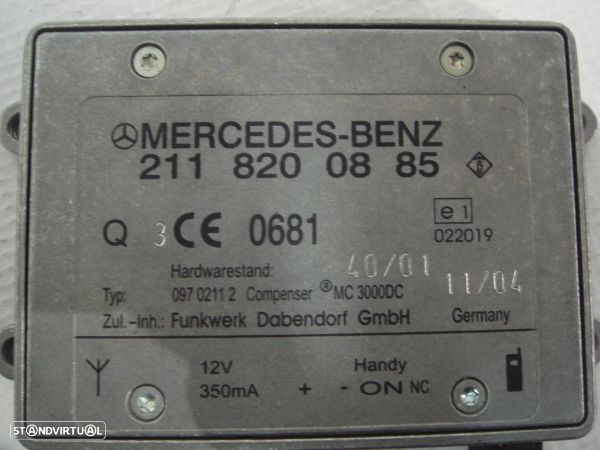 MERCEDES-BENZ
211 820 08 85
Q 3 CE 0681
e1
022019
Hardwarestand: 40/01 11/04
Typ: 097 0211 2 Compenser ® MC 3000DC
Zul.-Inh.: Funkwerk Dabendorf GmbH Germany
12V Handy
350mA + - ON NC
STANDVIRTUAL